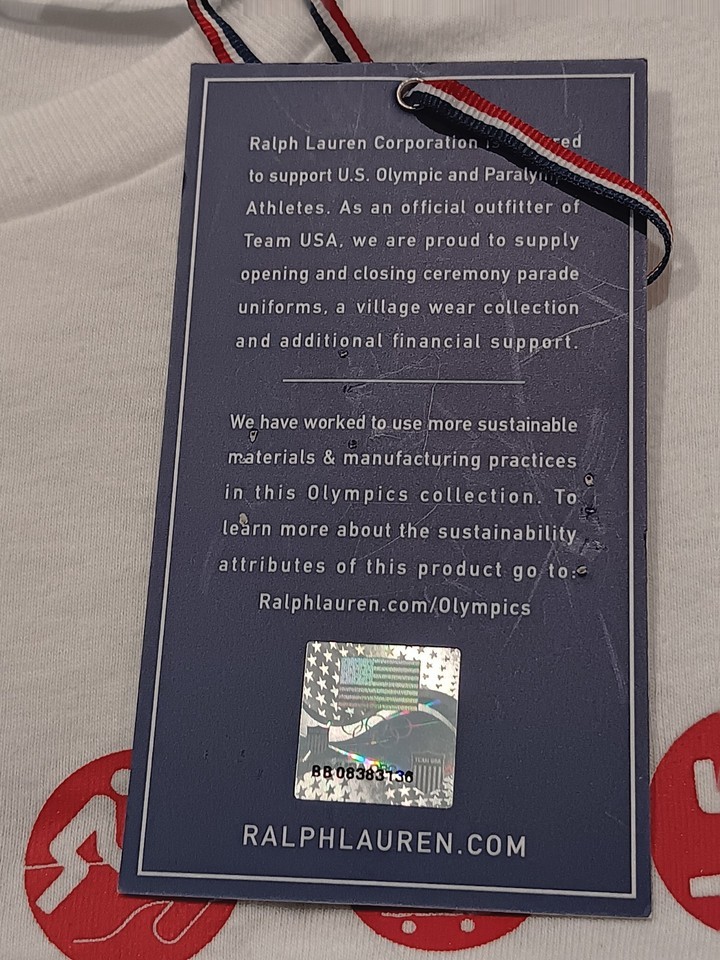 Ralph Lauren Corporation is
to support U.S. Olympic and
Athletes. As an official outfitter of
Team USA, we are proud to supply
opening and closing ceremony parade
uniforms, a village wear collection
and additional financial support.
We have worked to use more sustainable
materials & manufacturing practices
in this Olympics collection. To
learn more about the sustainability
attributes of this product go to:
Ralphlauren.com/Olympics
TEAM USA
BB 08383136
RALPHLAUREN.COM